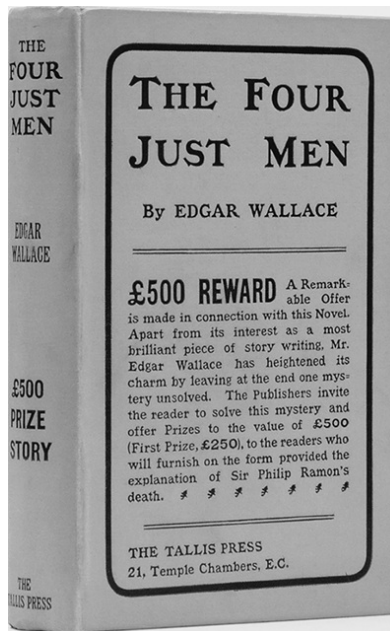 THE
FOUR
JUST
MEN
EDGAR
WALLACE
£500
PRIZE
STORY
THE
TALLIS PRESS
THE FOUR
JUST MEN
By EDGAR WALLACE
£500 REWARD A Remark=
able Offer
is made in connection with this Novel.
Apart from its interest as a most
brilliant piece of story writing, Mr.
Edgar Wallace has heightened its
charm by leaving at the end one mys=
tery unsolved. The Publishers invite
the reader to solve this mystery and
offer Prizes to the value of £500
(First Prize, £250), to the readers who
will furnish on the form provided the
explanation of Sir Philip Ramon's
death.
THE TALLIS PRESS
21, Temple Chambers, E.C.